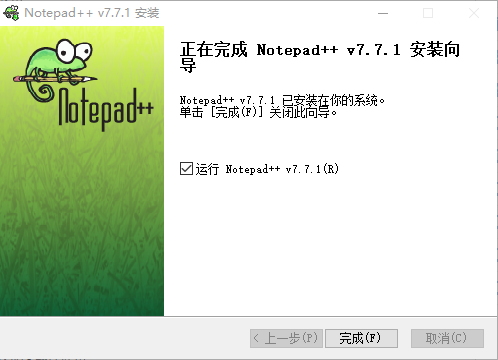 Notepad++ v7.7.1 安装
Notepad++
正在完成 Notepad++ v7.7.1 安装向
导
Notepad++ v7.7.1 已安装在你的系统。
单击 [完成(F)] 关闭此向导。
运行 Notepad++ v7.7.1(R)
< 上一步(P)
完成(F)
取消(C)